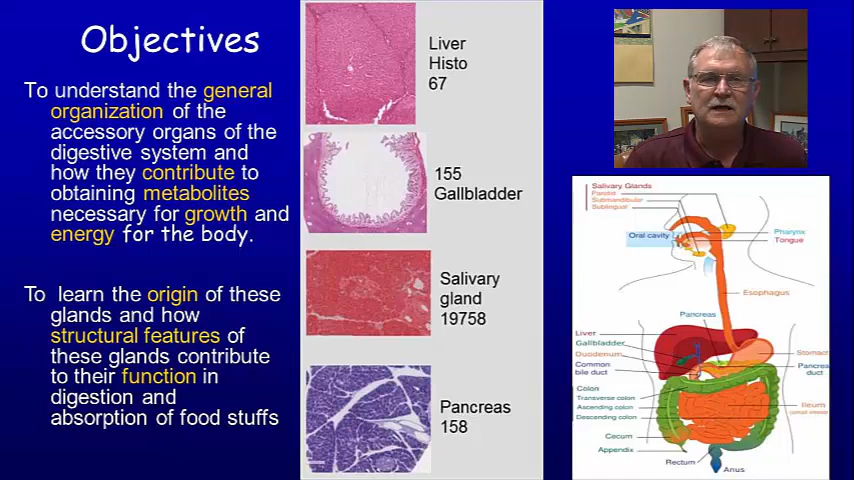 Objectives
To understand the general
organization of the
accessory organs of the
digestive system and
how they contribute to
obtaining metabolites
necessary for growth and
energy for the body.
To learn the origin of these
glands and how
structural features of
these glands contribute
to their function in
digestion and
absorption of food stuffs
Liver
Histo
67
155
Gallbladder
Salivary
gland
19758
Pancreas
158
Salivary Glands
Parotid
Submandibular
Sublingual
Oral cavity
Pharynx
Tongue
Esophagus
Pancreas
Liver
Gallbladder
Duodenum
Common
bile duct
Stomach
Pancreatic
duct
Colon
Transverse colon
Ascending colon
Descending colon
Ileum
(small intestine)
Cecum
Appendix
Rectum
Anus